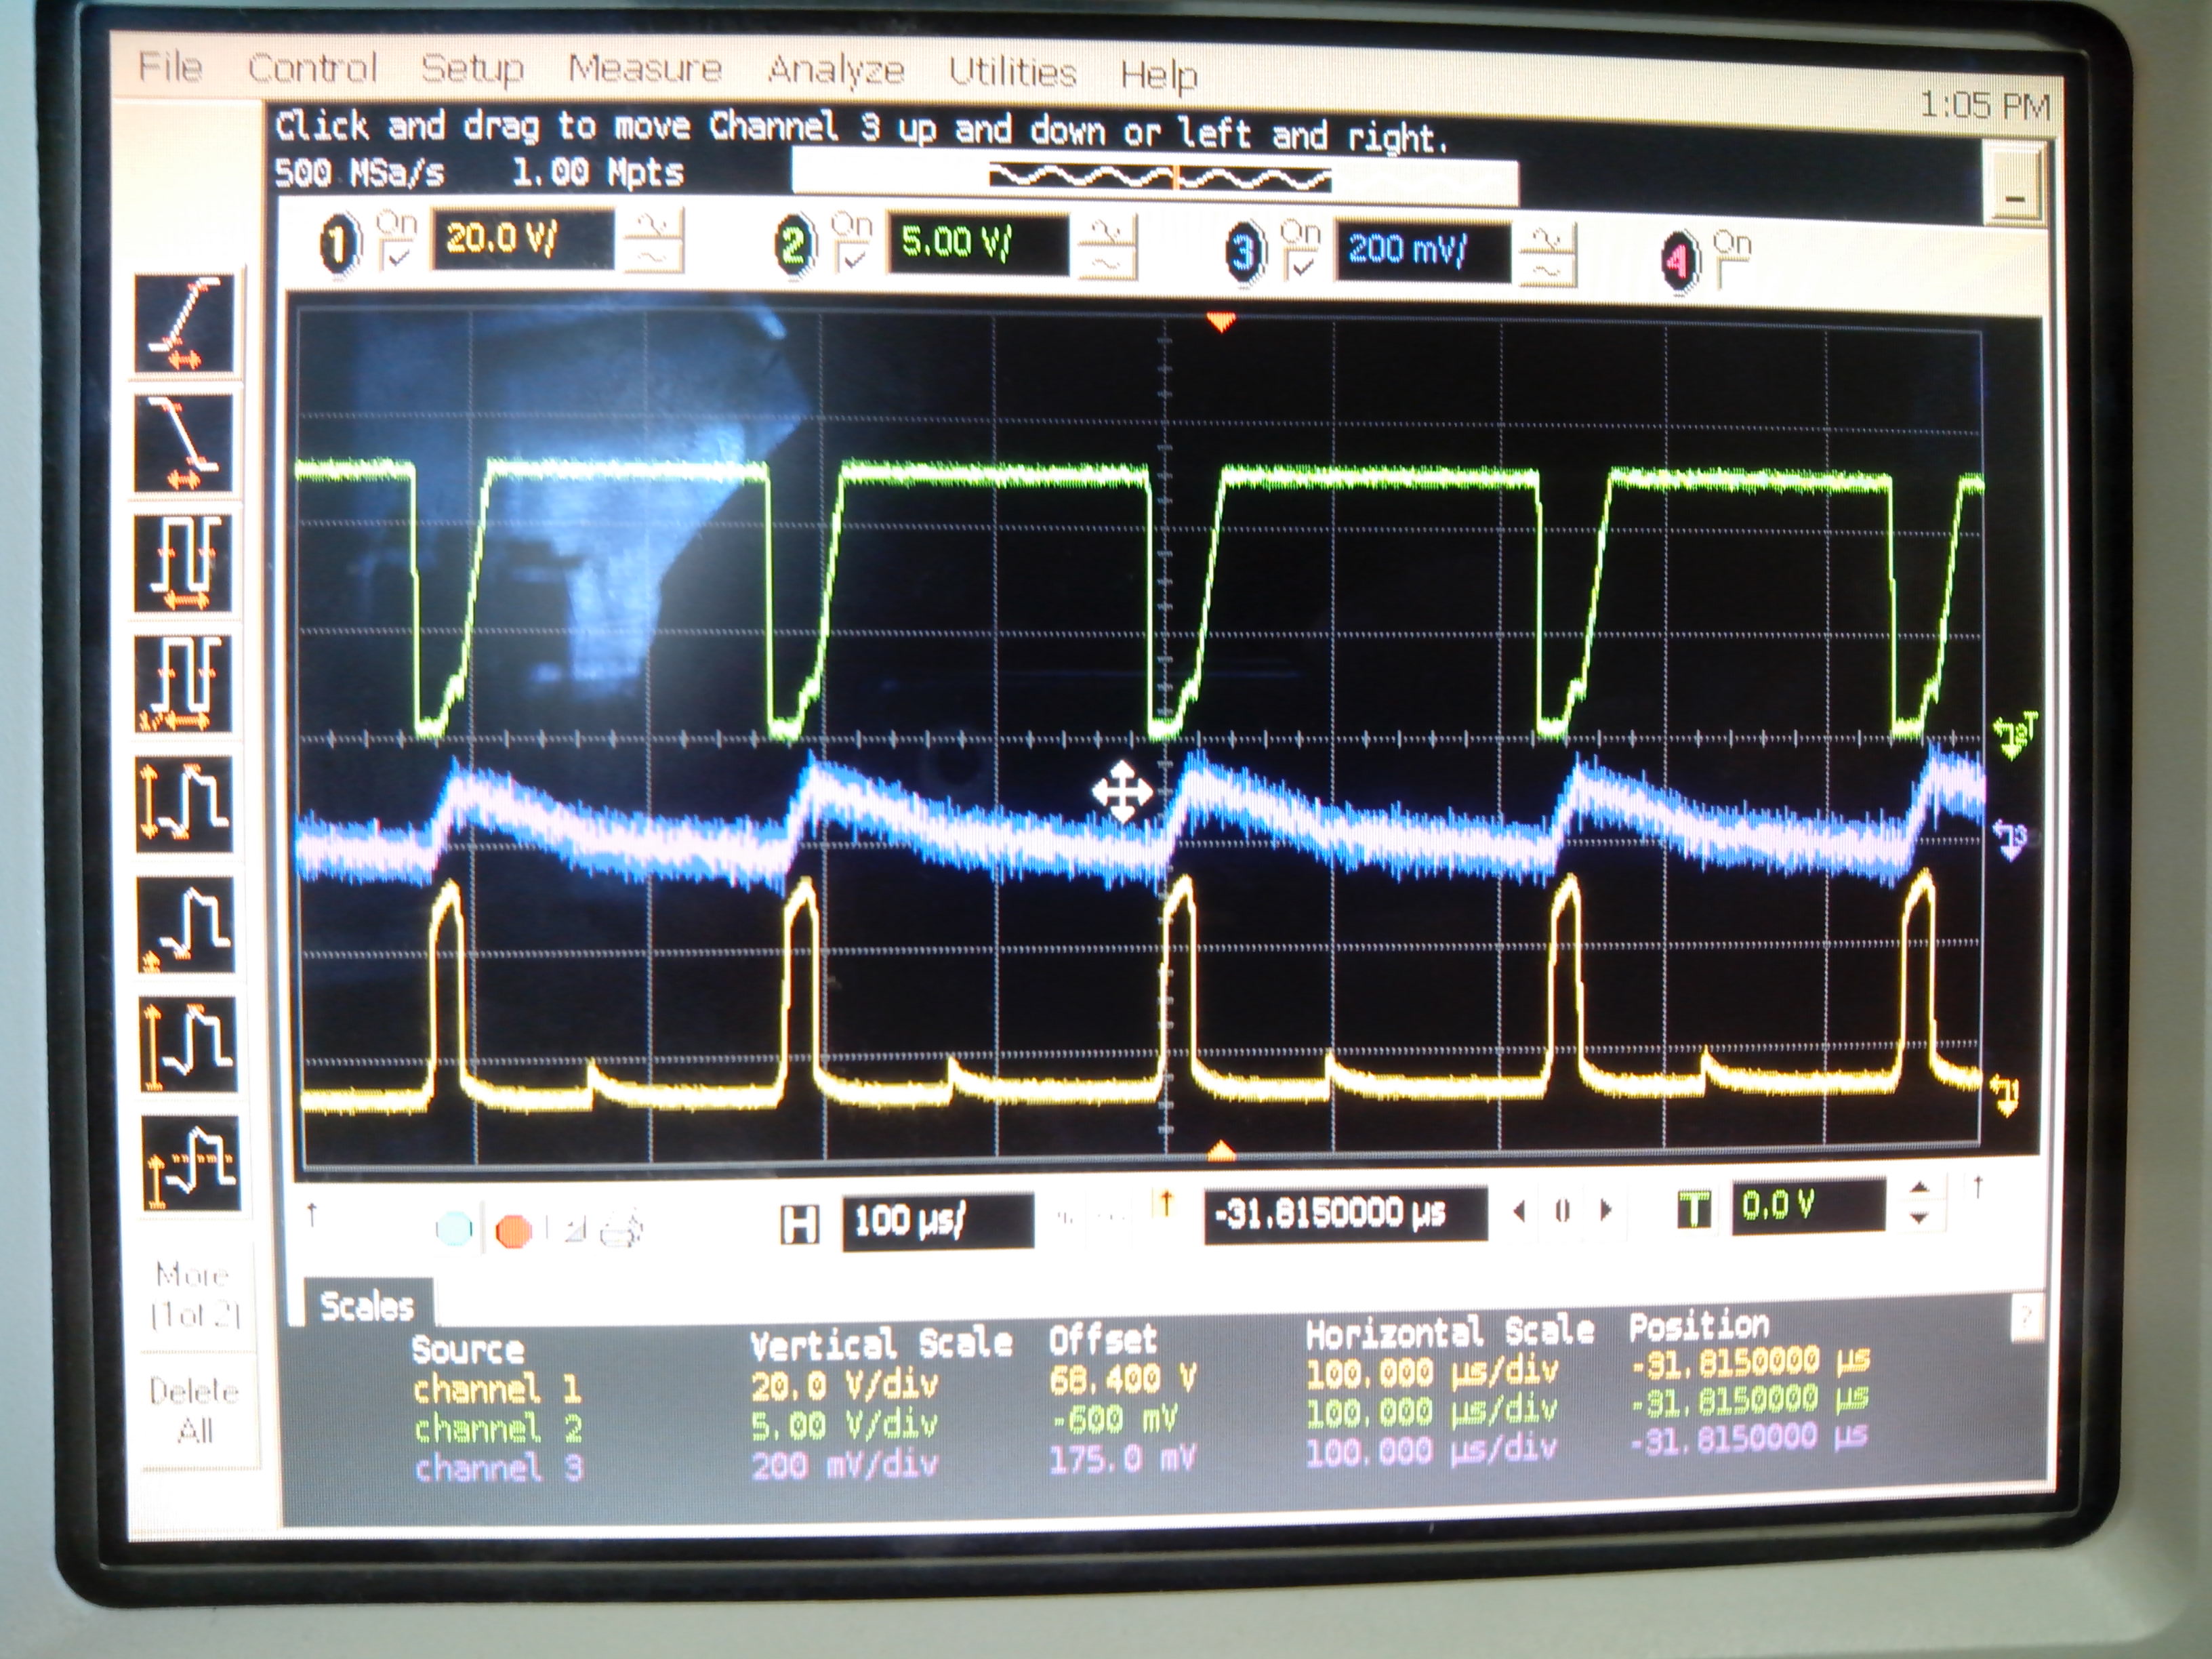 File Control Setup Measure Analyze Utilities Help
1:05 PM
Click and drag to move Channel 3 up and down or left and right.
500 MSa/s 1.00 Mpts
1 On 20.0 V/ 2 On 5.00 V/ 3 On 200 mV/ 4 On
H 100 µs/ -31.8150000 µs 0 T 0.0 V
More
(1 of 2)
Delete
All
Scales
?
Source Vertical Scale Offset Horizontal Scale Position
channel 1 20.0 V/div 68.400 V 100.000 µs/div -31.8150000 µs
channel 2 5.00 V/div -600 mV 100.000 µs/div -31.8150000 µs
channel 3 200 mV/div 175.0 mV 100.000 µs/div -31.8150000 µs